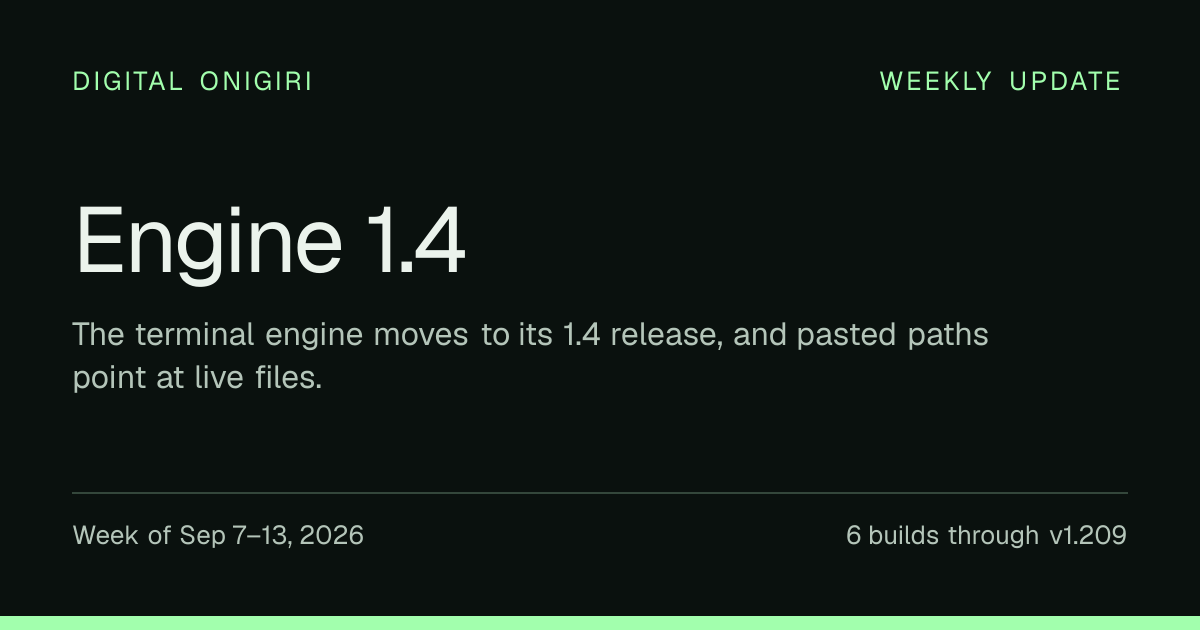 DIGITAL ONIGIRI
WEEKLY UPDATE
Engine 1.4
The terminal engine moves to its 1.4 release, and pasted paths
point at live files.
Week of Sep 7–13, 2026
6 builds through v1.209